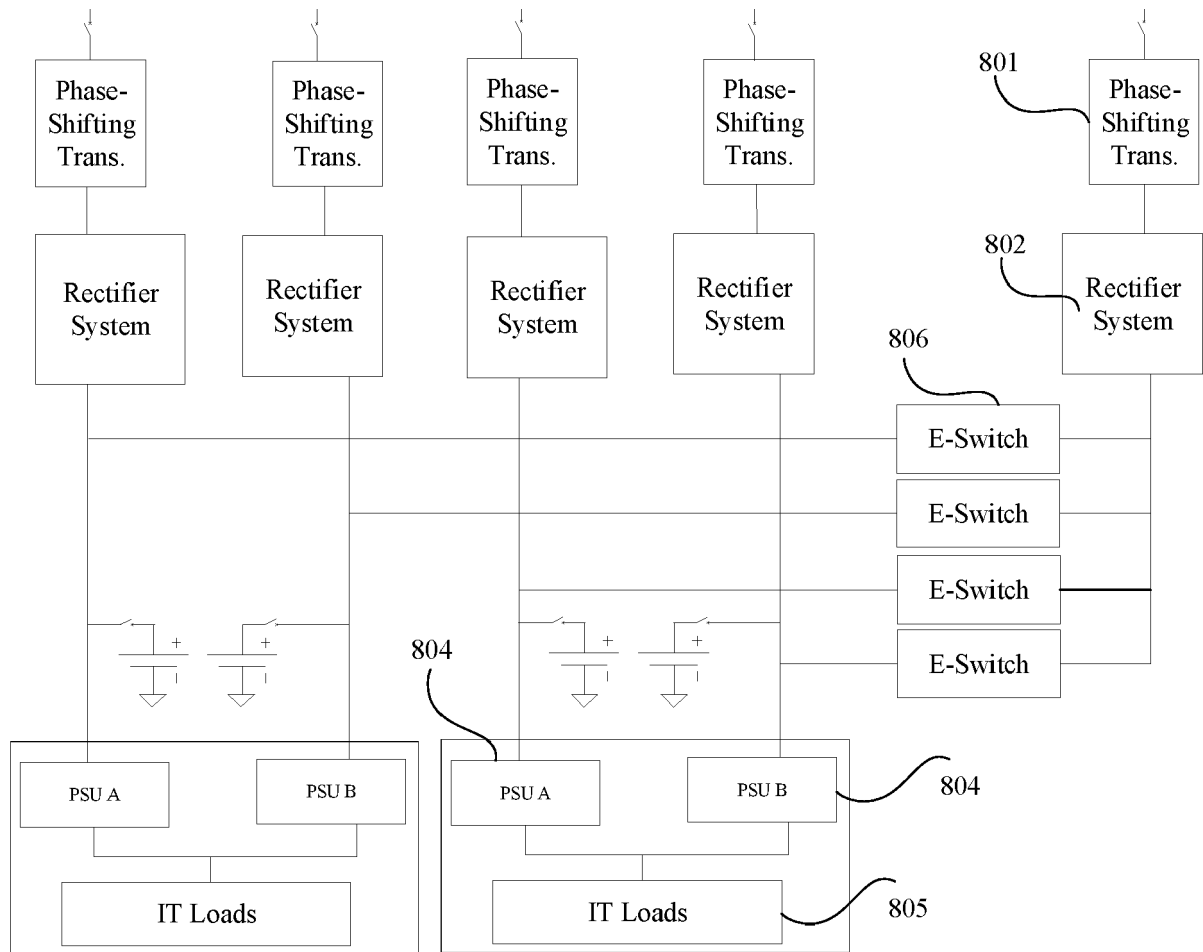 Phase-
Shifting
Trans.
Phase-
Shifting
Trans.
Phase-
Shifting
Trans.
Phase-
Shifting
Trans.
801
Phase-
Shifting
Trans.
Rectifier
System
Rectifier
System
Rectifier
System
Rectifier
System
802
Rectifier
System
806
E-Switch
E-Switch
E-Switch
E-Switch
+
+
+
+
804
PSU A
PSU B
PSU A
PSU B
804
IT Loads
IT Loads
805